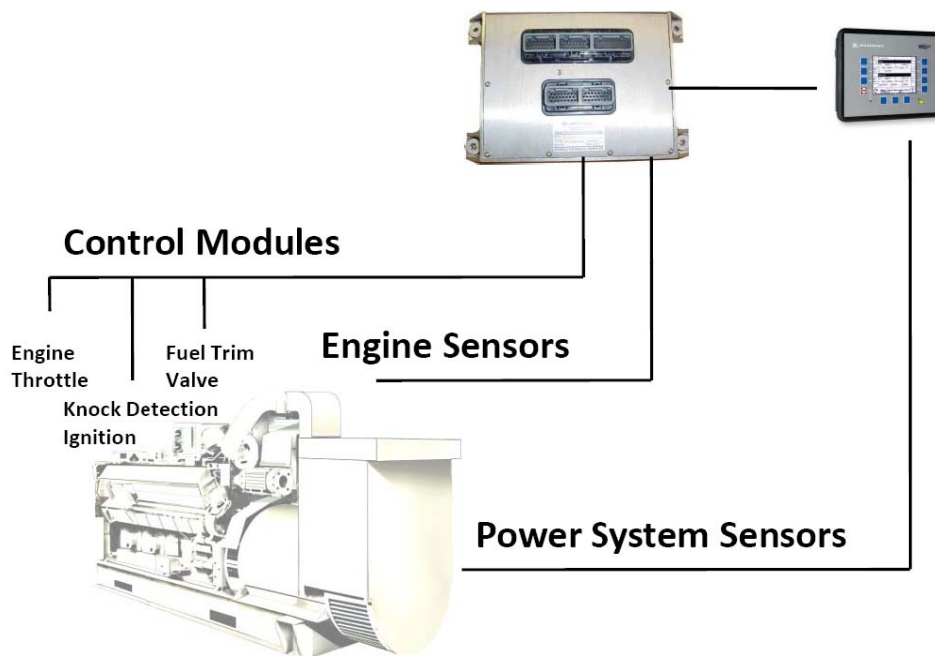 Control Modules
Engine Sensors
Engine
Throttle
Fuel Trim
Valve
Knock Detection
Ignition
Power System Sensors